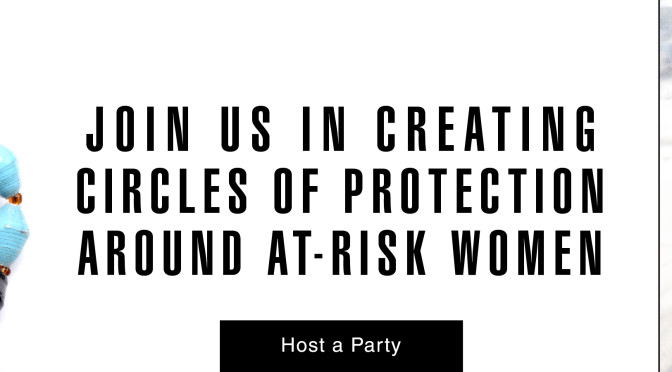 JOIN US IN CREATING
CIRCLES OF PROTECTION
AROUND AT-RISK WOMEN
Host a Party